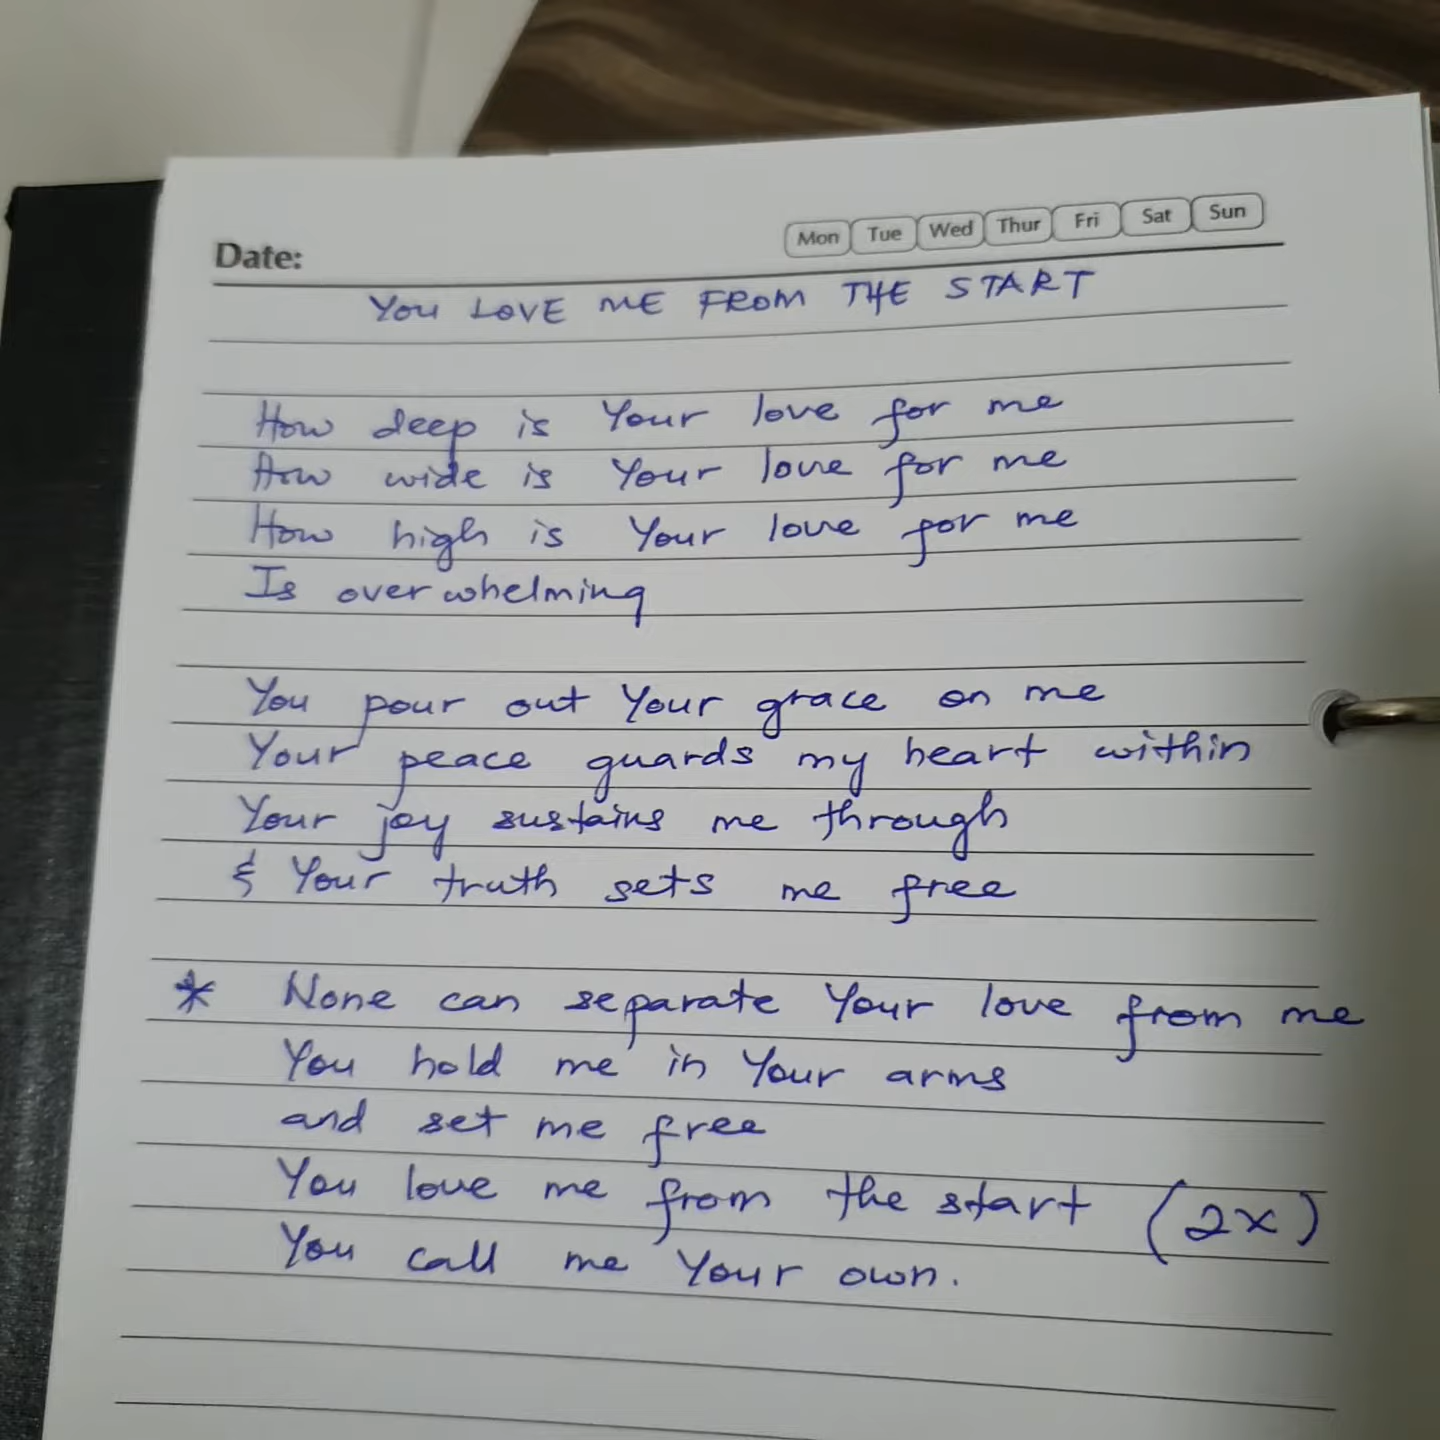 Date:
Mon Tue Wed Thur Fri Sat Sun
YOU LOVE ME FROM THE START
How deep is Your love for me
How wide is Your love for me
How high is Your love for me
Is overwhelming
You pour out Your grace on me
Your peace guards my heart within
Your joy sustains me through
& Your truth sets me free
* None can separate Your love from me
You hold me in Your arms
and set me free
You love me from the start (2x)
You call me Your own.